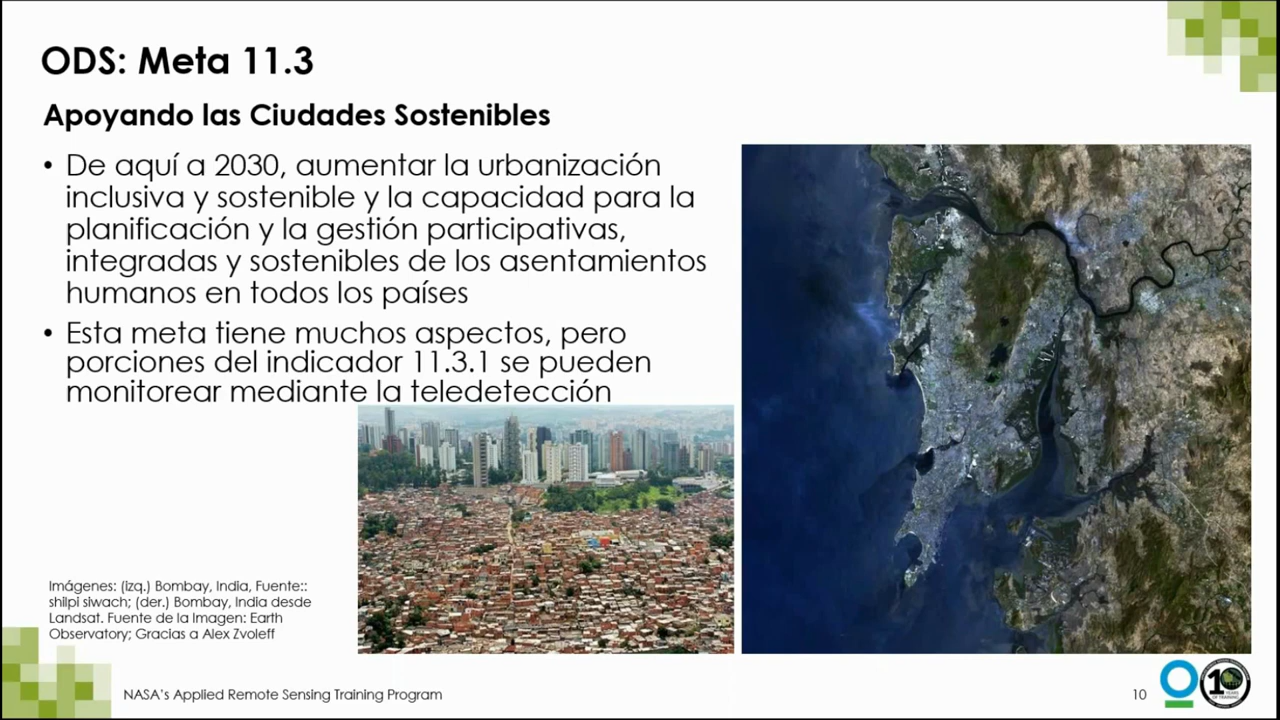 ODS: Meta 11.3
Apoyando las Ciudades Sostenibles
• De aquí a 2030, aumentar la urbanización
inclusiva y sostenible y la capacidad para la
planificación y la gestión participativas,
integradas y sostenibles de los asentamientos
humanos en todos los países
• Esta meta tiene muchos aspectos, pero
porciones del indicador 11.3.1 se pueden
monitorear mediante la teledetección
Imágenes: (izq.) Bombay, India, Fuente::
shilpi siwach; (der.) Bombay, India desde
Landsat. Fuente de la Imagen: Earth
Observatory; Gracias a Alex Zvoleff
NASA's Applied Remote Sensing Training Program
10
10
YEARS
OF TRAINING